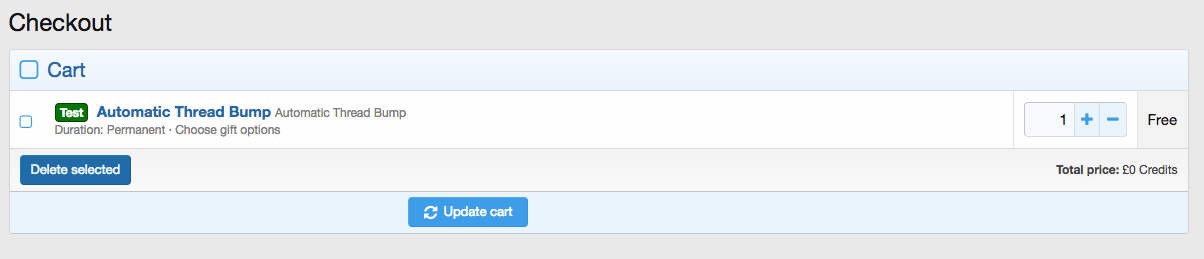 Checkout
Cart
Test Automatic Thread Bump Automatic Thread Bump
Duration: Permanent · Choose gift options
1
Free
Delete selected
Total price: £0 Credits
Update cart